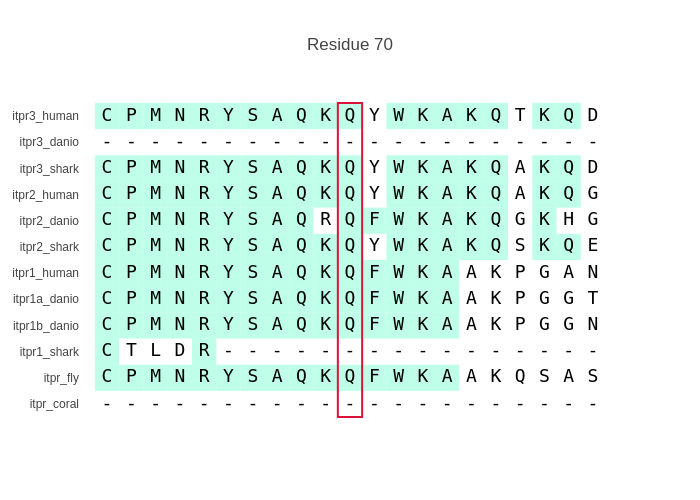 Residue 70
itpr3_human C P M N R Y S A Q K Q Y W K A K Q T K Q D
itpr3_danio - - - - - - - - - - - - - - - - - - - - -
itpr3_shark C P M N R Y S A Q K Q Y W K A K Q A K Q D
itpr2_human C P M N R Y S A Q K Q Y W K A K Q A K Q G
itpr2_danio C P M N R Y S A Q R Q F W K A K Q G K H G
itpr2_shark C P M N R Y S A Q K Q Y W K A K Q S K Q E
itpr1_human C P M N R Y S A Q K Q F W K A A K P G A N
itpr1a_danio C P M N R Y S A Q K Q F W K A A K P G G T
itpr1b_danio C P M N R Y S A Q K Q F W K A A K P G G N
itpr1_shark C T L D R - - - - - - - - - - - - - - - -
itpr_fly C P M N R Y S A Q K Q F W K A A K Q S A S
itpr_coral - - - - - - - - - - - - - - - - - - - - -